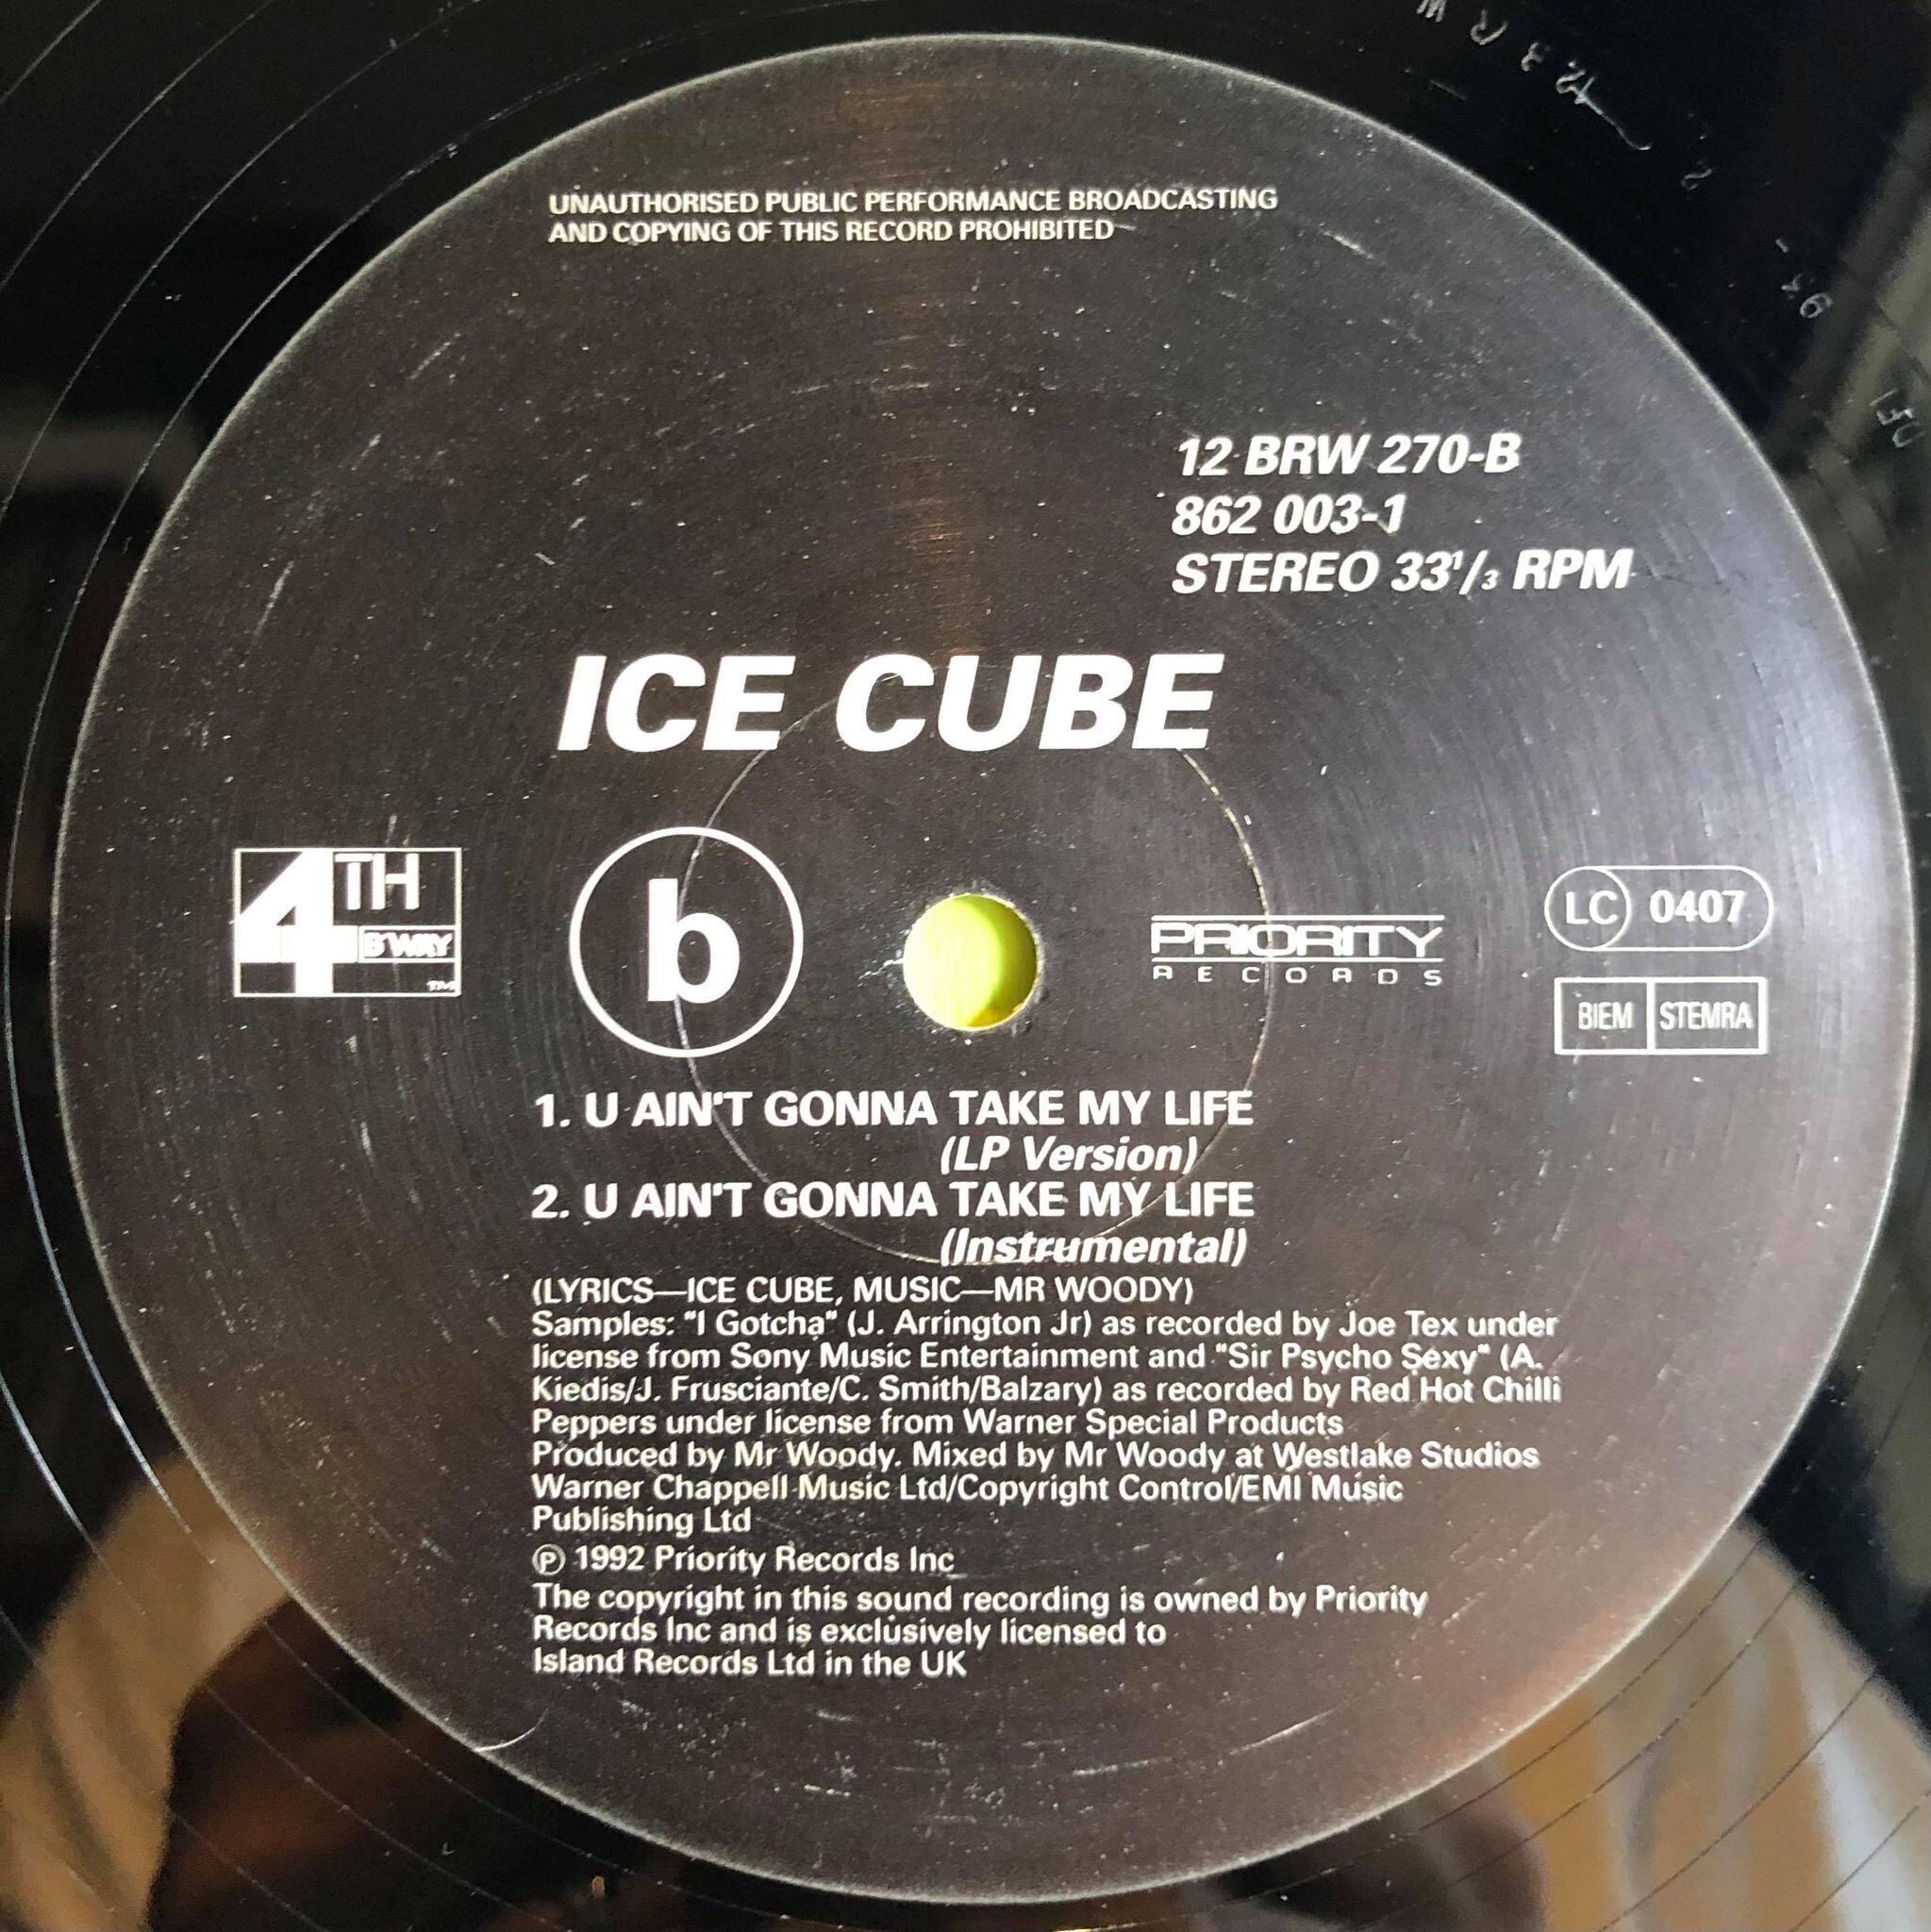 UNAUTHORISED PUBLIC PERFORMANCE BROADCASTING
AND COPYING OF THIS RECORD PROHIBITED
12 BRW 270-B
862 003-1
STEREO 33¹/₃ RPM
ICE CUBE
4TH
B'WAY
TM
b
PRIORITY
RECORDS
LC 0407
BIEM STEMRA
1. U AIN'T GONNA TAKE MY LIFE
(LP Version)
2. U AIN'T GONNA TAKE MY LIFE
(Instrumental)
(LYRICS—ICE CUBE, MUSIC—MR WOODY)
Samples: "I Gotcha" (J. Arrington Jr) as recorded by Joe Tex under
license from Sony Music Entertainment and "Sir Psycho Sexy" (A.
Kiedis/J. Frusciante/C. Smith/Balzary) as recorded by Red Hot Chilli
Peppers under license from Warner Special Products
Produced by Mr Woody. Mixed by Mr Woody at Westlake Studios
Warner Chappell Music Ltd/Copyright Control/EMI Music
Publishing Ltd
℗ 1992 Priority Records Inc
The copyright in this sound recording is owned by Priority
Records Inc and is exclusively licensed to
Island Records Ltd in the UK